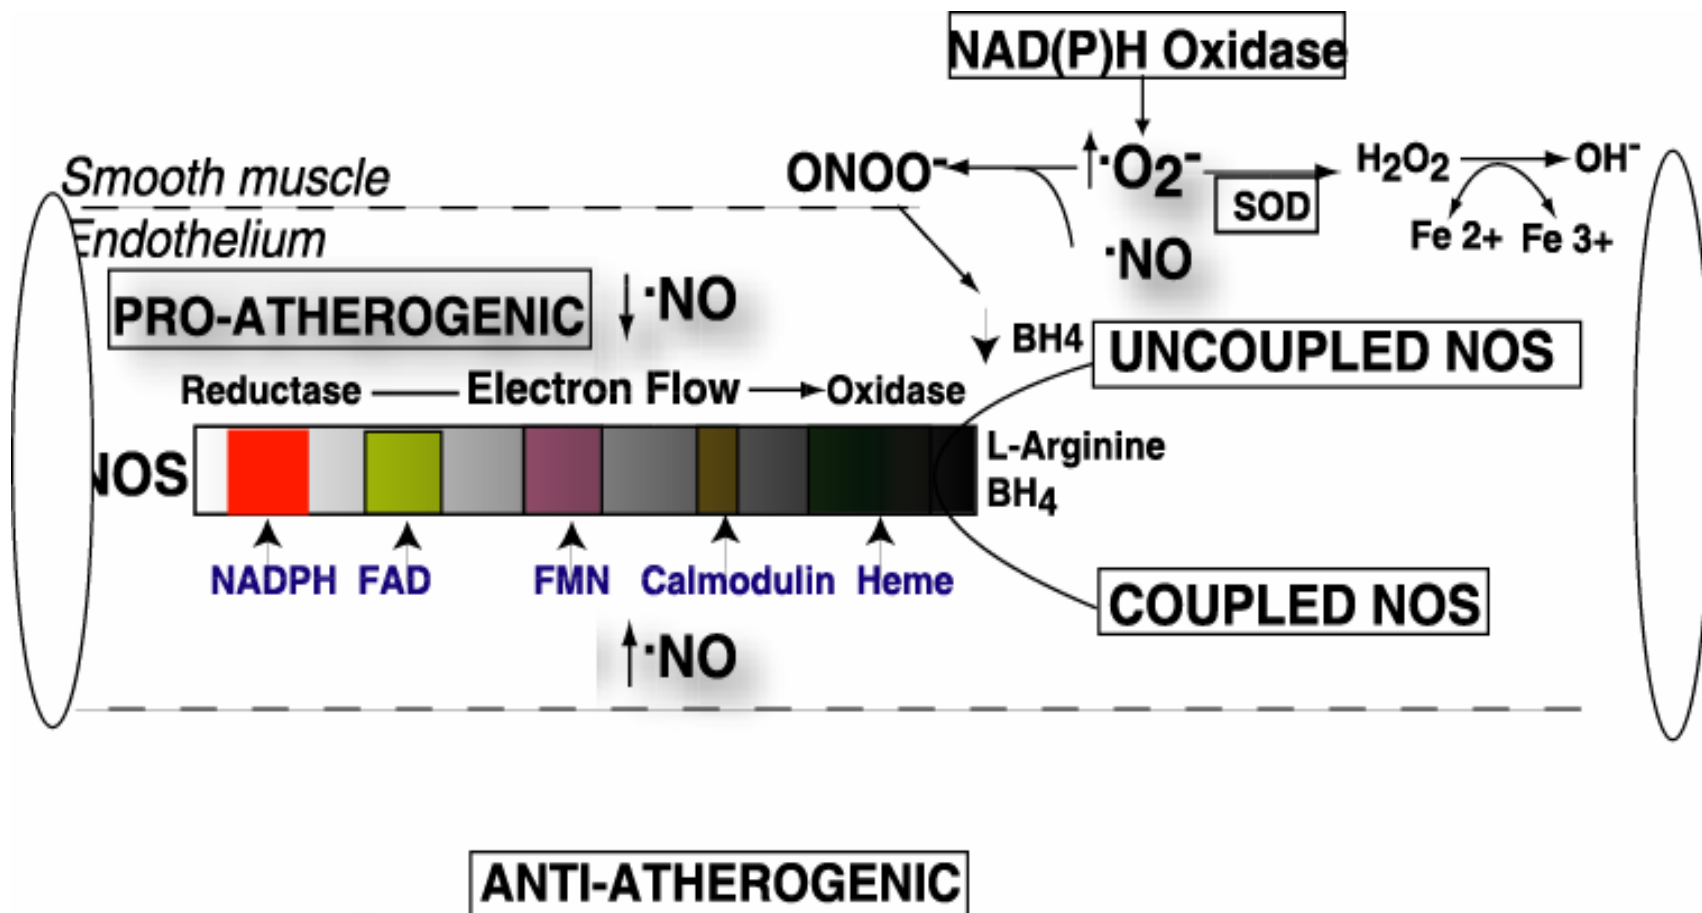 NAD(P)H Oxidase
Smooth muscle
ONOO⁻
·O2⁻
H2O2
OH⁻
SOD
Endothelium
·NO
Fe 2+ Fe 3+
PRO-ATHEROGENIC
·NO
BH4
UNCOUPLED NOS
Reductase Electron Flow Oxidase
NOS
L-Arginine
BH4
NADPH FAD FMN Calmodulin Heme
COUPLED NOS
·NO
ANTI-ATHEROGENIC